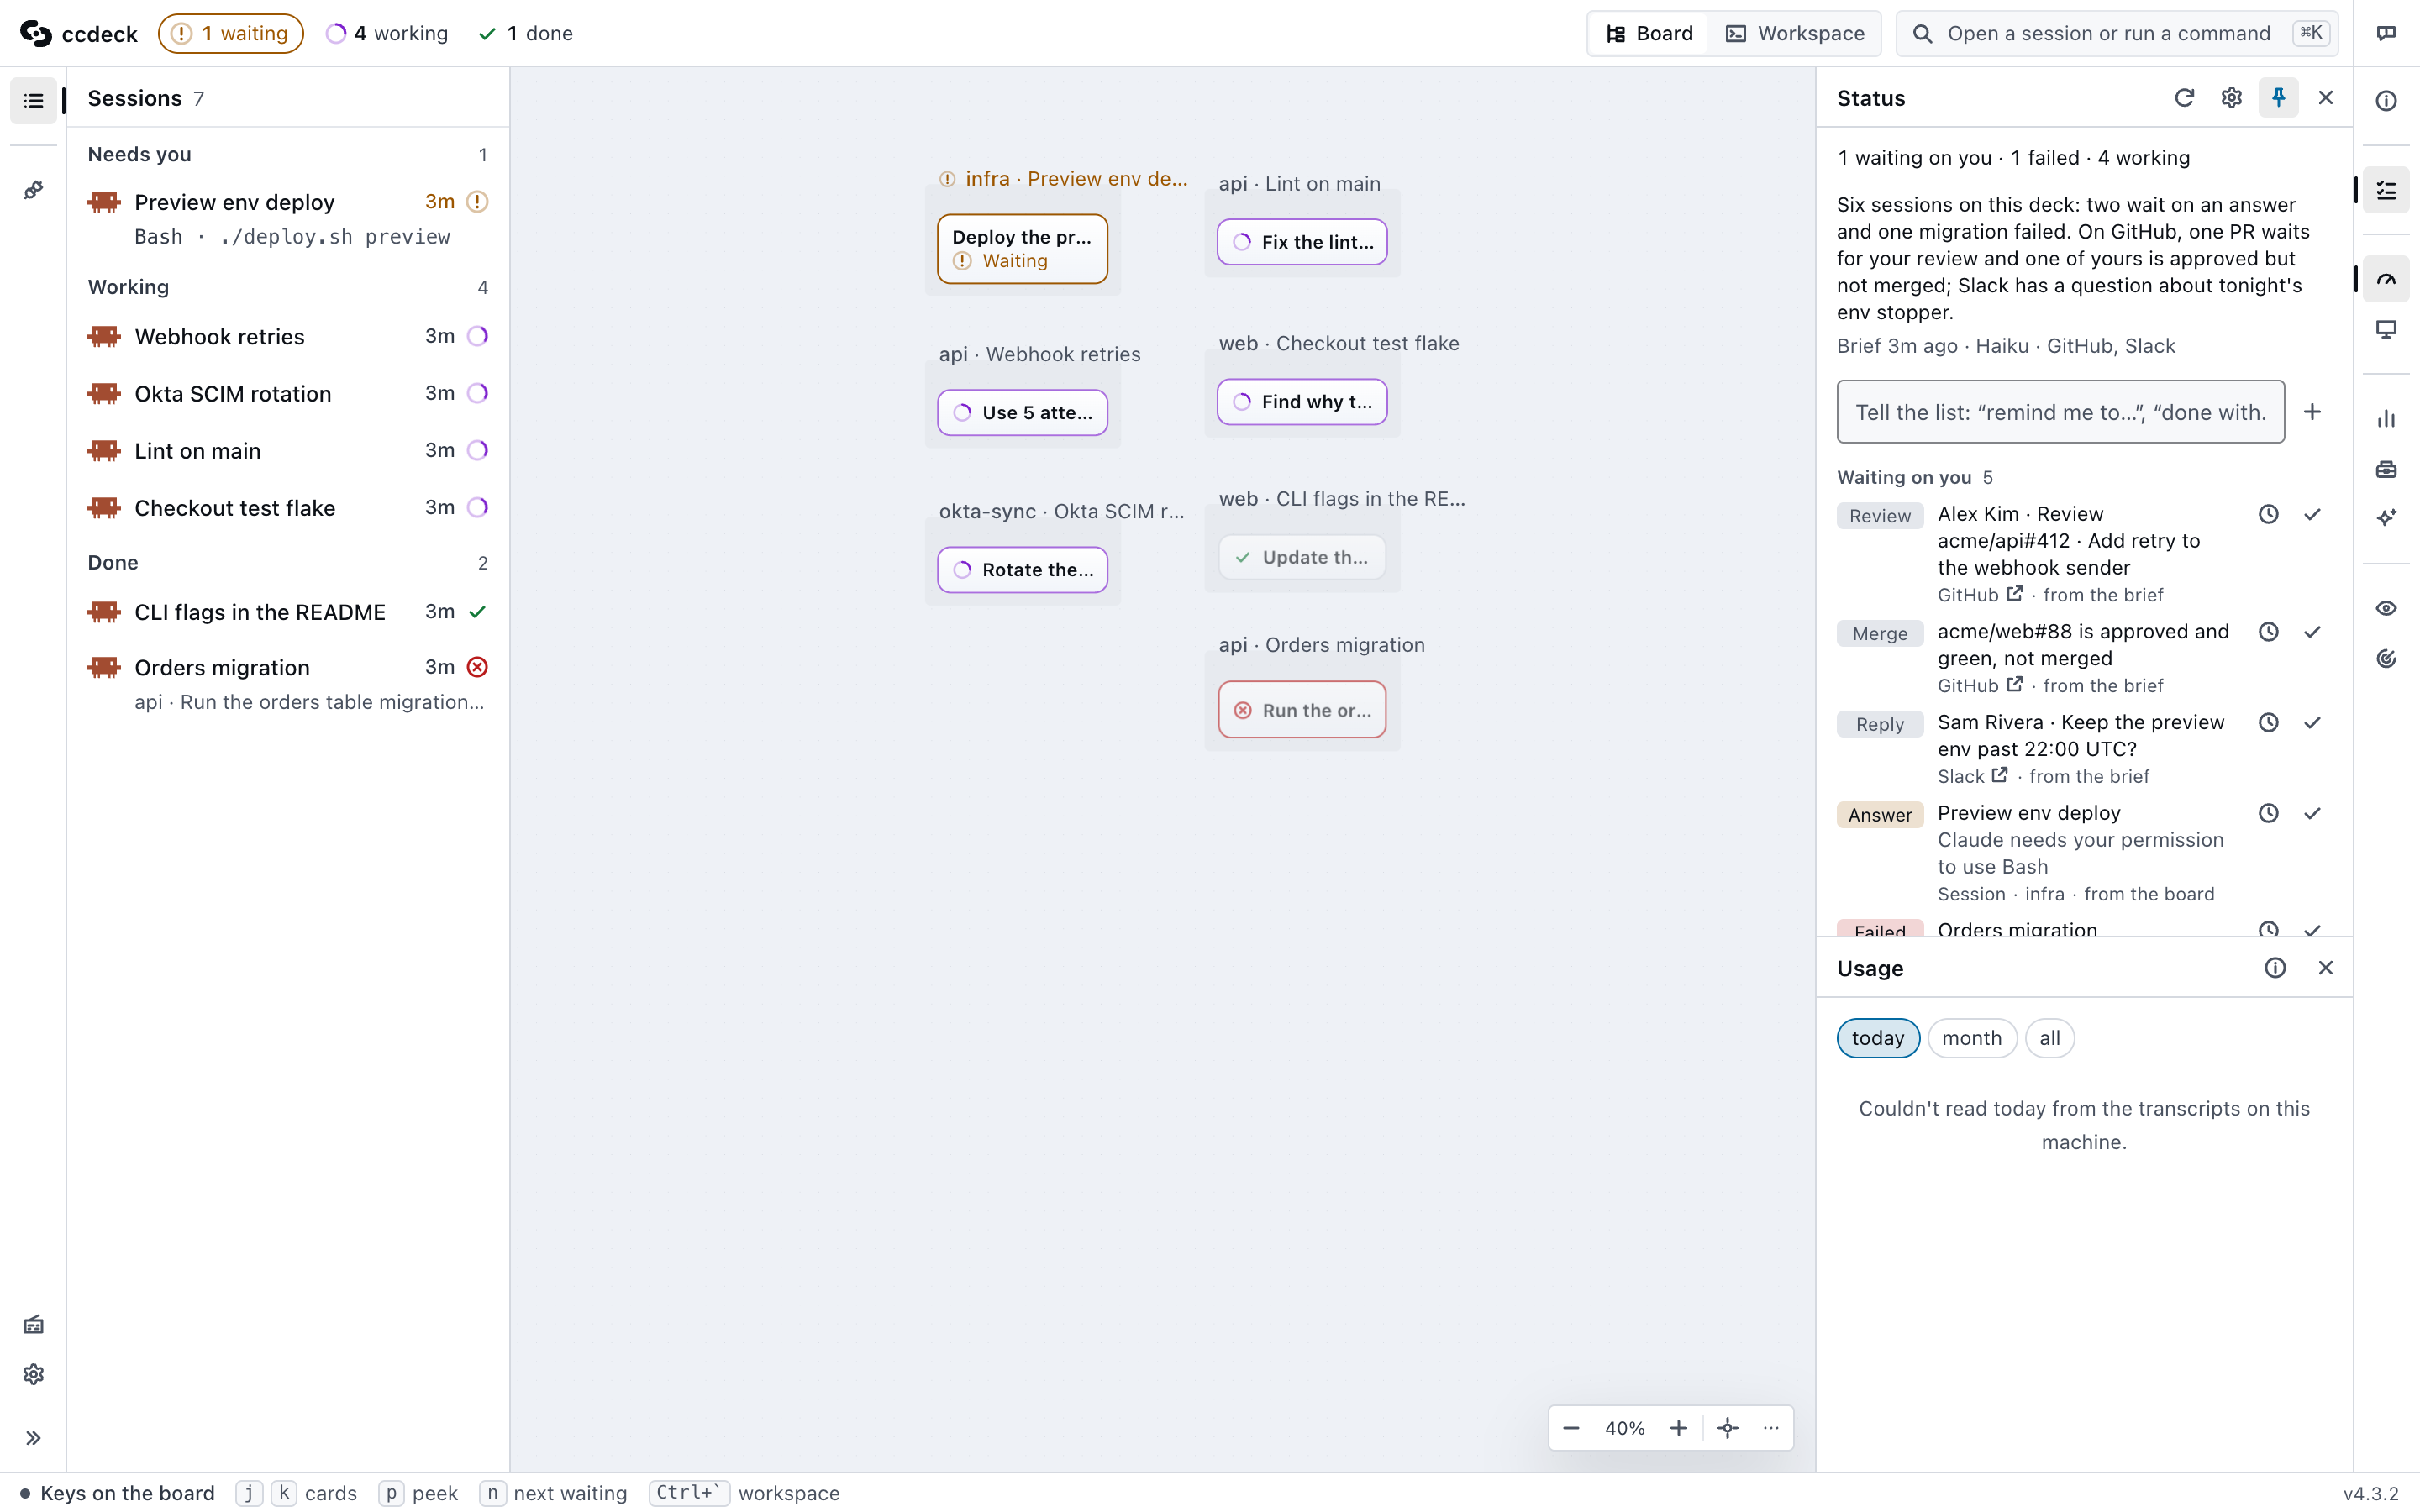 ccdeck
1 waiting
4 working
1 done
Board
Workspace
Open a session or run a command
⌘K
Sessions 7
Needs you 1
Preview env deploy 3m
Bash · ./deploy.sh preview
Working 4
Webhook retries 3m
Okta SCIM rotation 3m
Lint on main 3m
Checkout test flake 3m
Done 2
CLI flags in the README 3m
Orders migration 3m
api · Run the orders table migration...
infra · Preview env de...
Deploy the pr...
Waiting
api · Lint on main
Fix the lint...
api · Webhook retries
Use 5 atte...
web · Checkout test flake
Find why t...
okta-sync · Okta SCIM r...
Rotate the...
web · CLI flags in the RE...
Update th...
api · Orders migration
Run the or...
40%
Status
1 waiting on you · 1 failed · 4 working
Six sessions on this deck: two wait on an answer
and one migration failed. On GitHub, one PR waits
for your review and one of yours is approved but
not merged; Slack has a question about tonight's
env stopper.
Brief 3m ago · Haiku · GitHub, Slack
Tell the list: “remind me to...”, “done with.
Waiting on you 5
Review
Alex Kim · Review
acme/api#412 · Add retry to
the webhook sender
GitHub · from the brief
Merge
acme/web#88 is approved and
green, not merged
GitHub · from the brief
Reply
Sam Rivera · Keep the preview
env past 22:00 UTC?
Slack · from the brief
Answer
Preview env deploy
Claude needs your permission
to use Bash
Session · infra · from the board
Failed
Orders migration
Usage
today
month
all
Couldn't read today from the transcripts on this
machine.
Keys on the board
j k cards
p peek
n next waiting
Ctrl+` workspace
v4.3.2